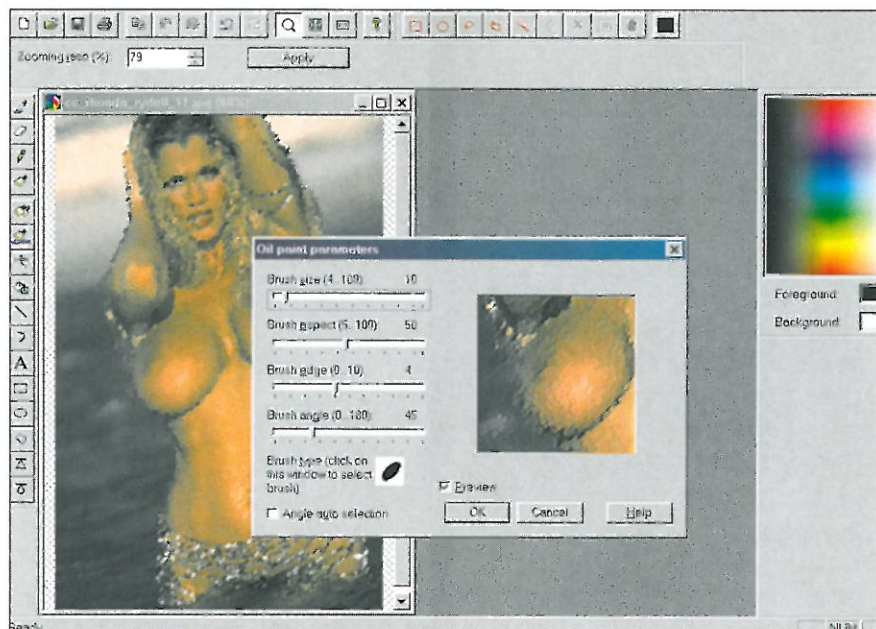 Zooming ratio (%): 79 Apply
Oil paint parameters
Brush size (4..100): 10
Brush aspect (5..100): 50
Brush edge (0..10): 4
Brush angle (0..180): 45
Brush type (click on
this window to select
brush)
Preview
Angle auto selection
OK Cancel Help
Foreground:
Background:
A
Ready